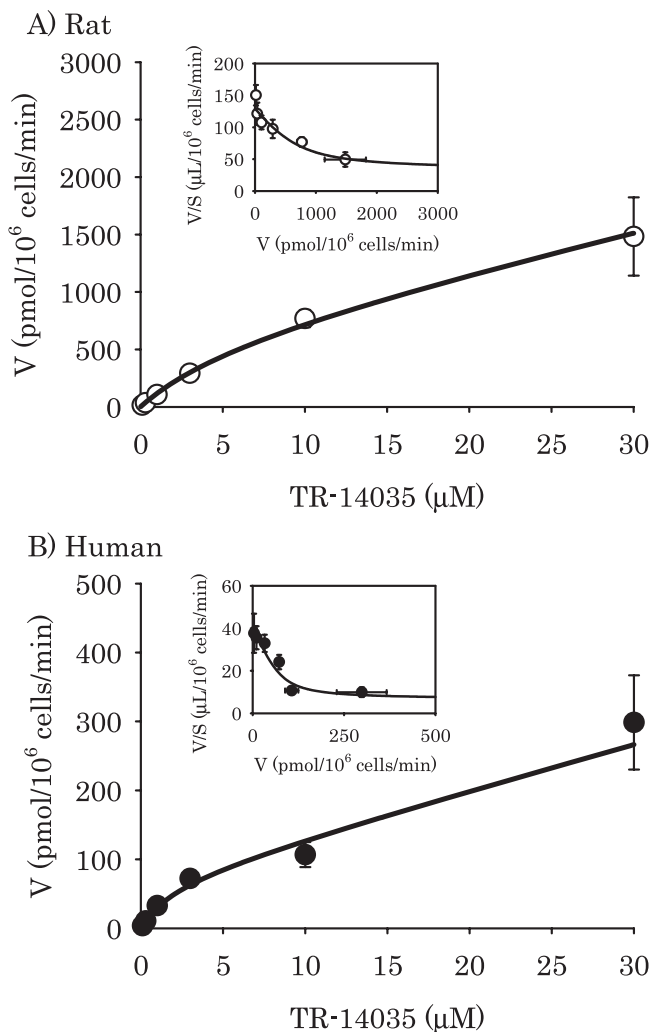 A) Rat
V (pmol/10⁶ cells/min)
3000
2500
2000
1500
1000
500
0
0 5 10 15 20 25 30
TR-14035 (μM)
V/S (μL/10⁶ cells/min)
200
150
100
50
0
0 1000 2000 3000
V (pmol/10⁶ cells/min)
B) Human
V (pmol/10⁶ cells/min)
500
400
300
200
100
0
0 5 10 15 20 25 30
TR-14035 (μM)
V/S (μL/10⁶ cells/min)
60
40
20
0
0 250 500
V (pmol/10⁶ cells/min)